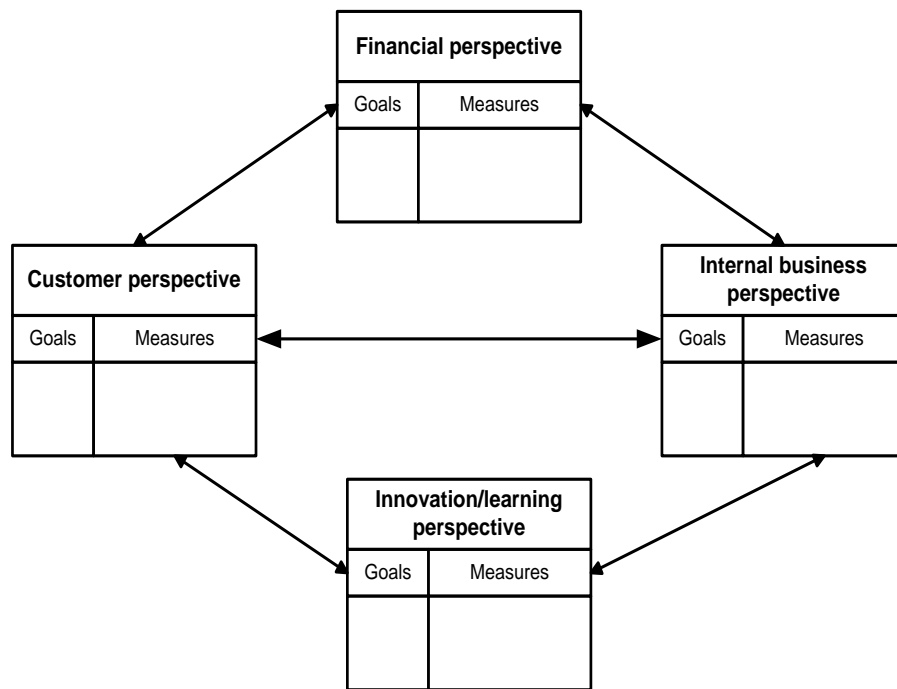 Financial perspective
Goals
Measures
Customer perspective
Goals
Measures
Internal business
perspective
Goals
Measures
Innovation/learning
perspective
Goals
Measures